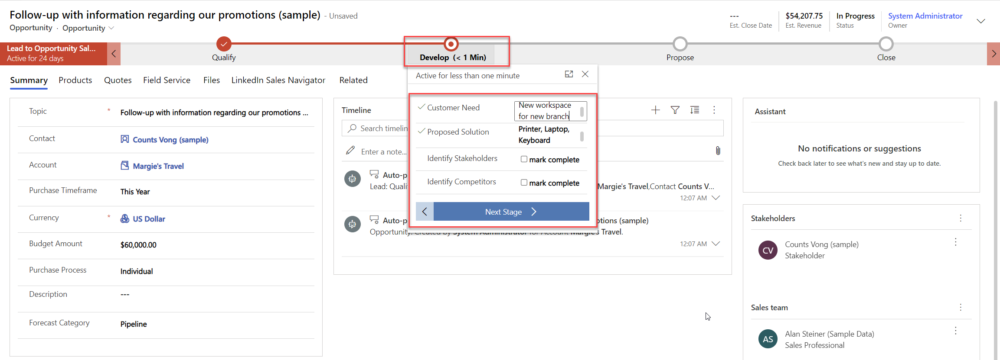 Follow-up with information regarding our promotions (sample) - Unsaved
Opportunity · Opportunity
---
Est. Close Date
$54,207.75
Est. Revenue
In Progress
Status
System Administrator
Owner
Lead to Opportunity Sal...
Active for 24 days
Qualify
Develop (< 1 Min)
Propose
Close
Summary Products Quotes Field Service Files LinkedIn Sales Navigator Related
Active for less than one minute
Customer Need
New workspace
for new branch
Proposed Solution
Printer, Laptop,
Keyboard
Identify Stakeholders
mark complete
Identify Competitors
mark complete
Next Stage
Topic * Follow-up with information regarding our promotions ...
Contact Counts Vong (sample)
Account Margie's Travel
Purchase Timeframe This Year
Currency * US Dollar
Budget Amount $60,000.00
Purchase Process Individual
Description ---
Forecast Category Pipeline
Timeline
Search timelin
Enter a note...
Auto-p
Lead: Quali Margie's Travel,Contact Counts V...
12:07 AM
Auto-p otions (sample)
Opportunity: Created by System Administrator for Account Margie's Travel.
12:07 AM
Assistant
No notifications or suggestions
Check back later to see what's new and stay up to date.
Stakeholders
CV
Counts Vong (sample)
Stakeholder
Sales team
AS
Alan Steiner (Sample Data)
Sales Professional